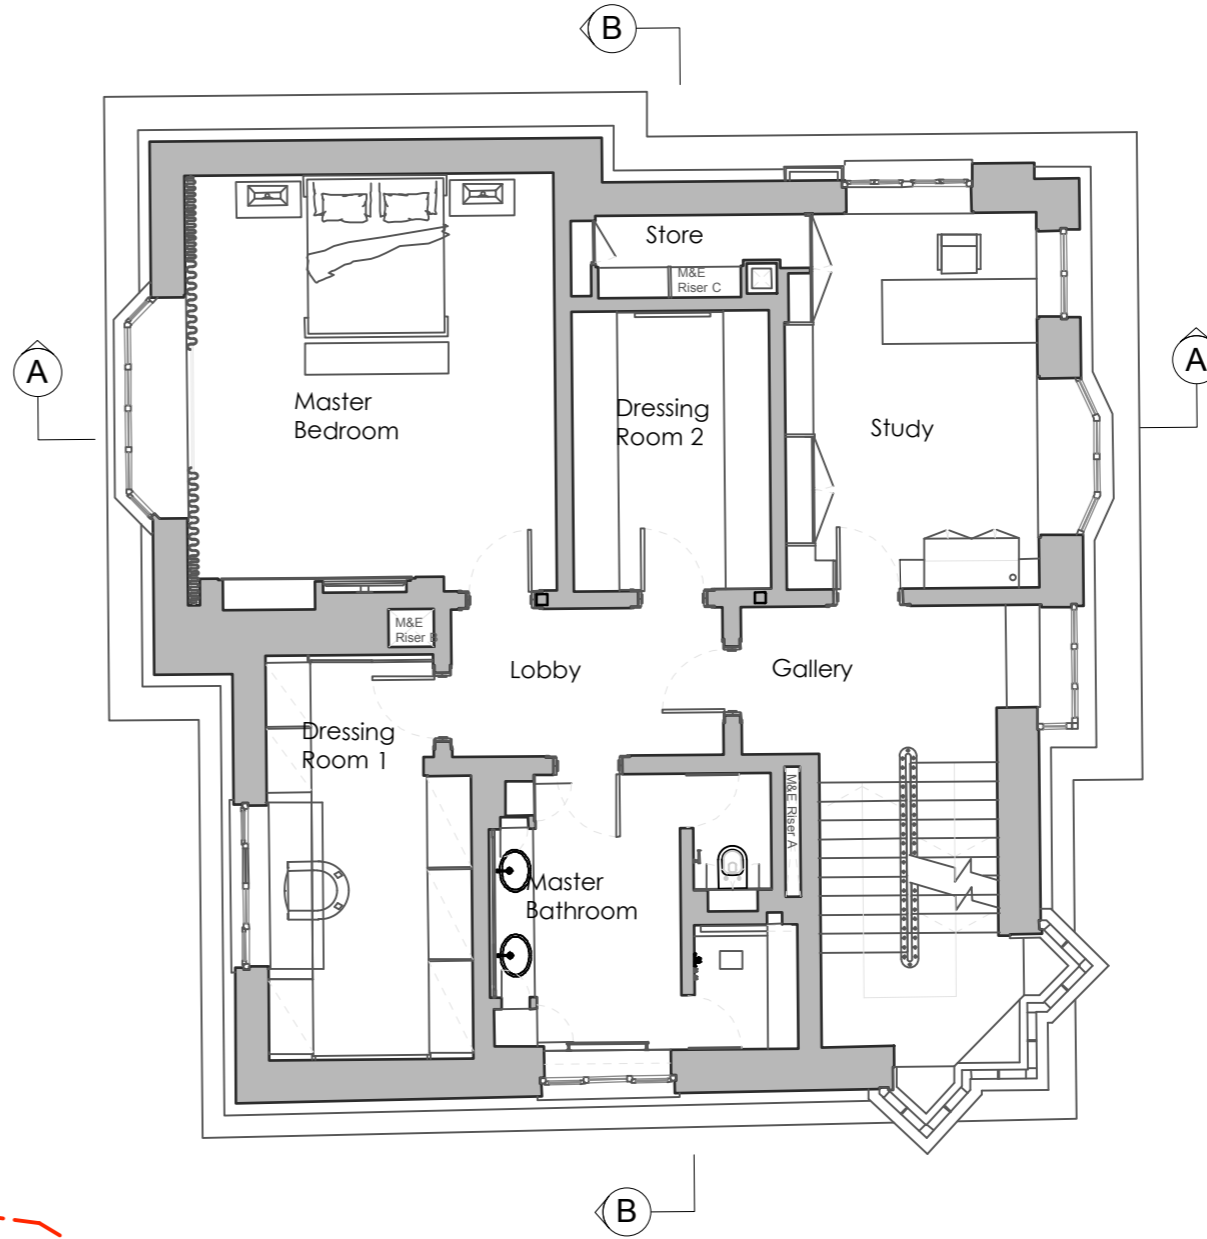 B
Store
M&E
Riser C
A
A
Master
Bedroom
Dressing
Room 2
Study
M&E
Riser B
Lobby
Gallery
Dressing
Room 1
M&E Riser A
Master
Bathroom
B